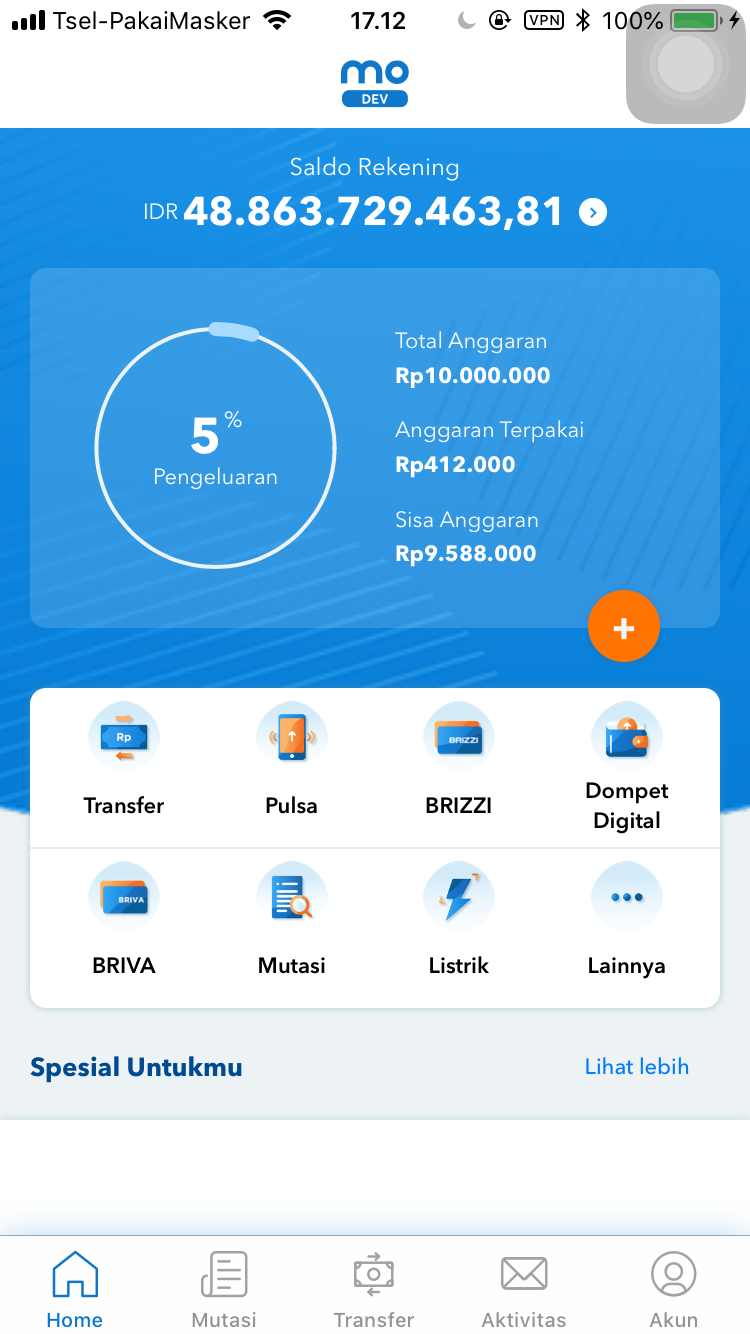 Tsel-PakaiMasker 17.12 VPN 100%
mo
DEV
Saldo Rekening
IDR 48.863.729.463,81
5 %
Pengeluaran
Total Anggaran
Rp10.000.000
Anggaran Terpakai
Rp412.000
Sisa Anggaran
Rp9.588.000
+
Rp
BRIZZI
Transfer Pulsa BRIZZI Dompet
Digital
BRIVA
BRIVA Mutasi Listrik Lainnya
Spesial Untukmu Lihat lebih
Home Mutasi Transfer Aktivitas Akun